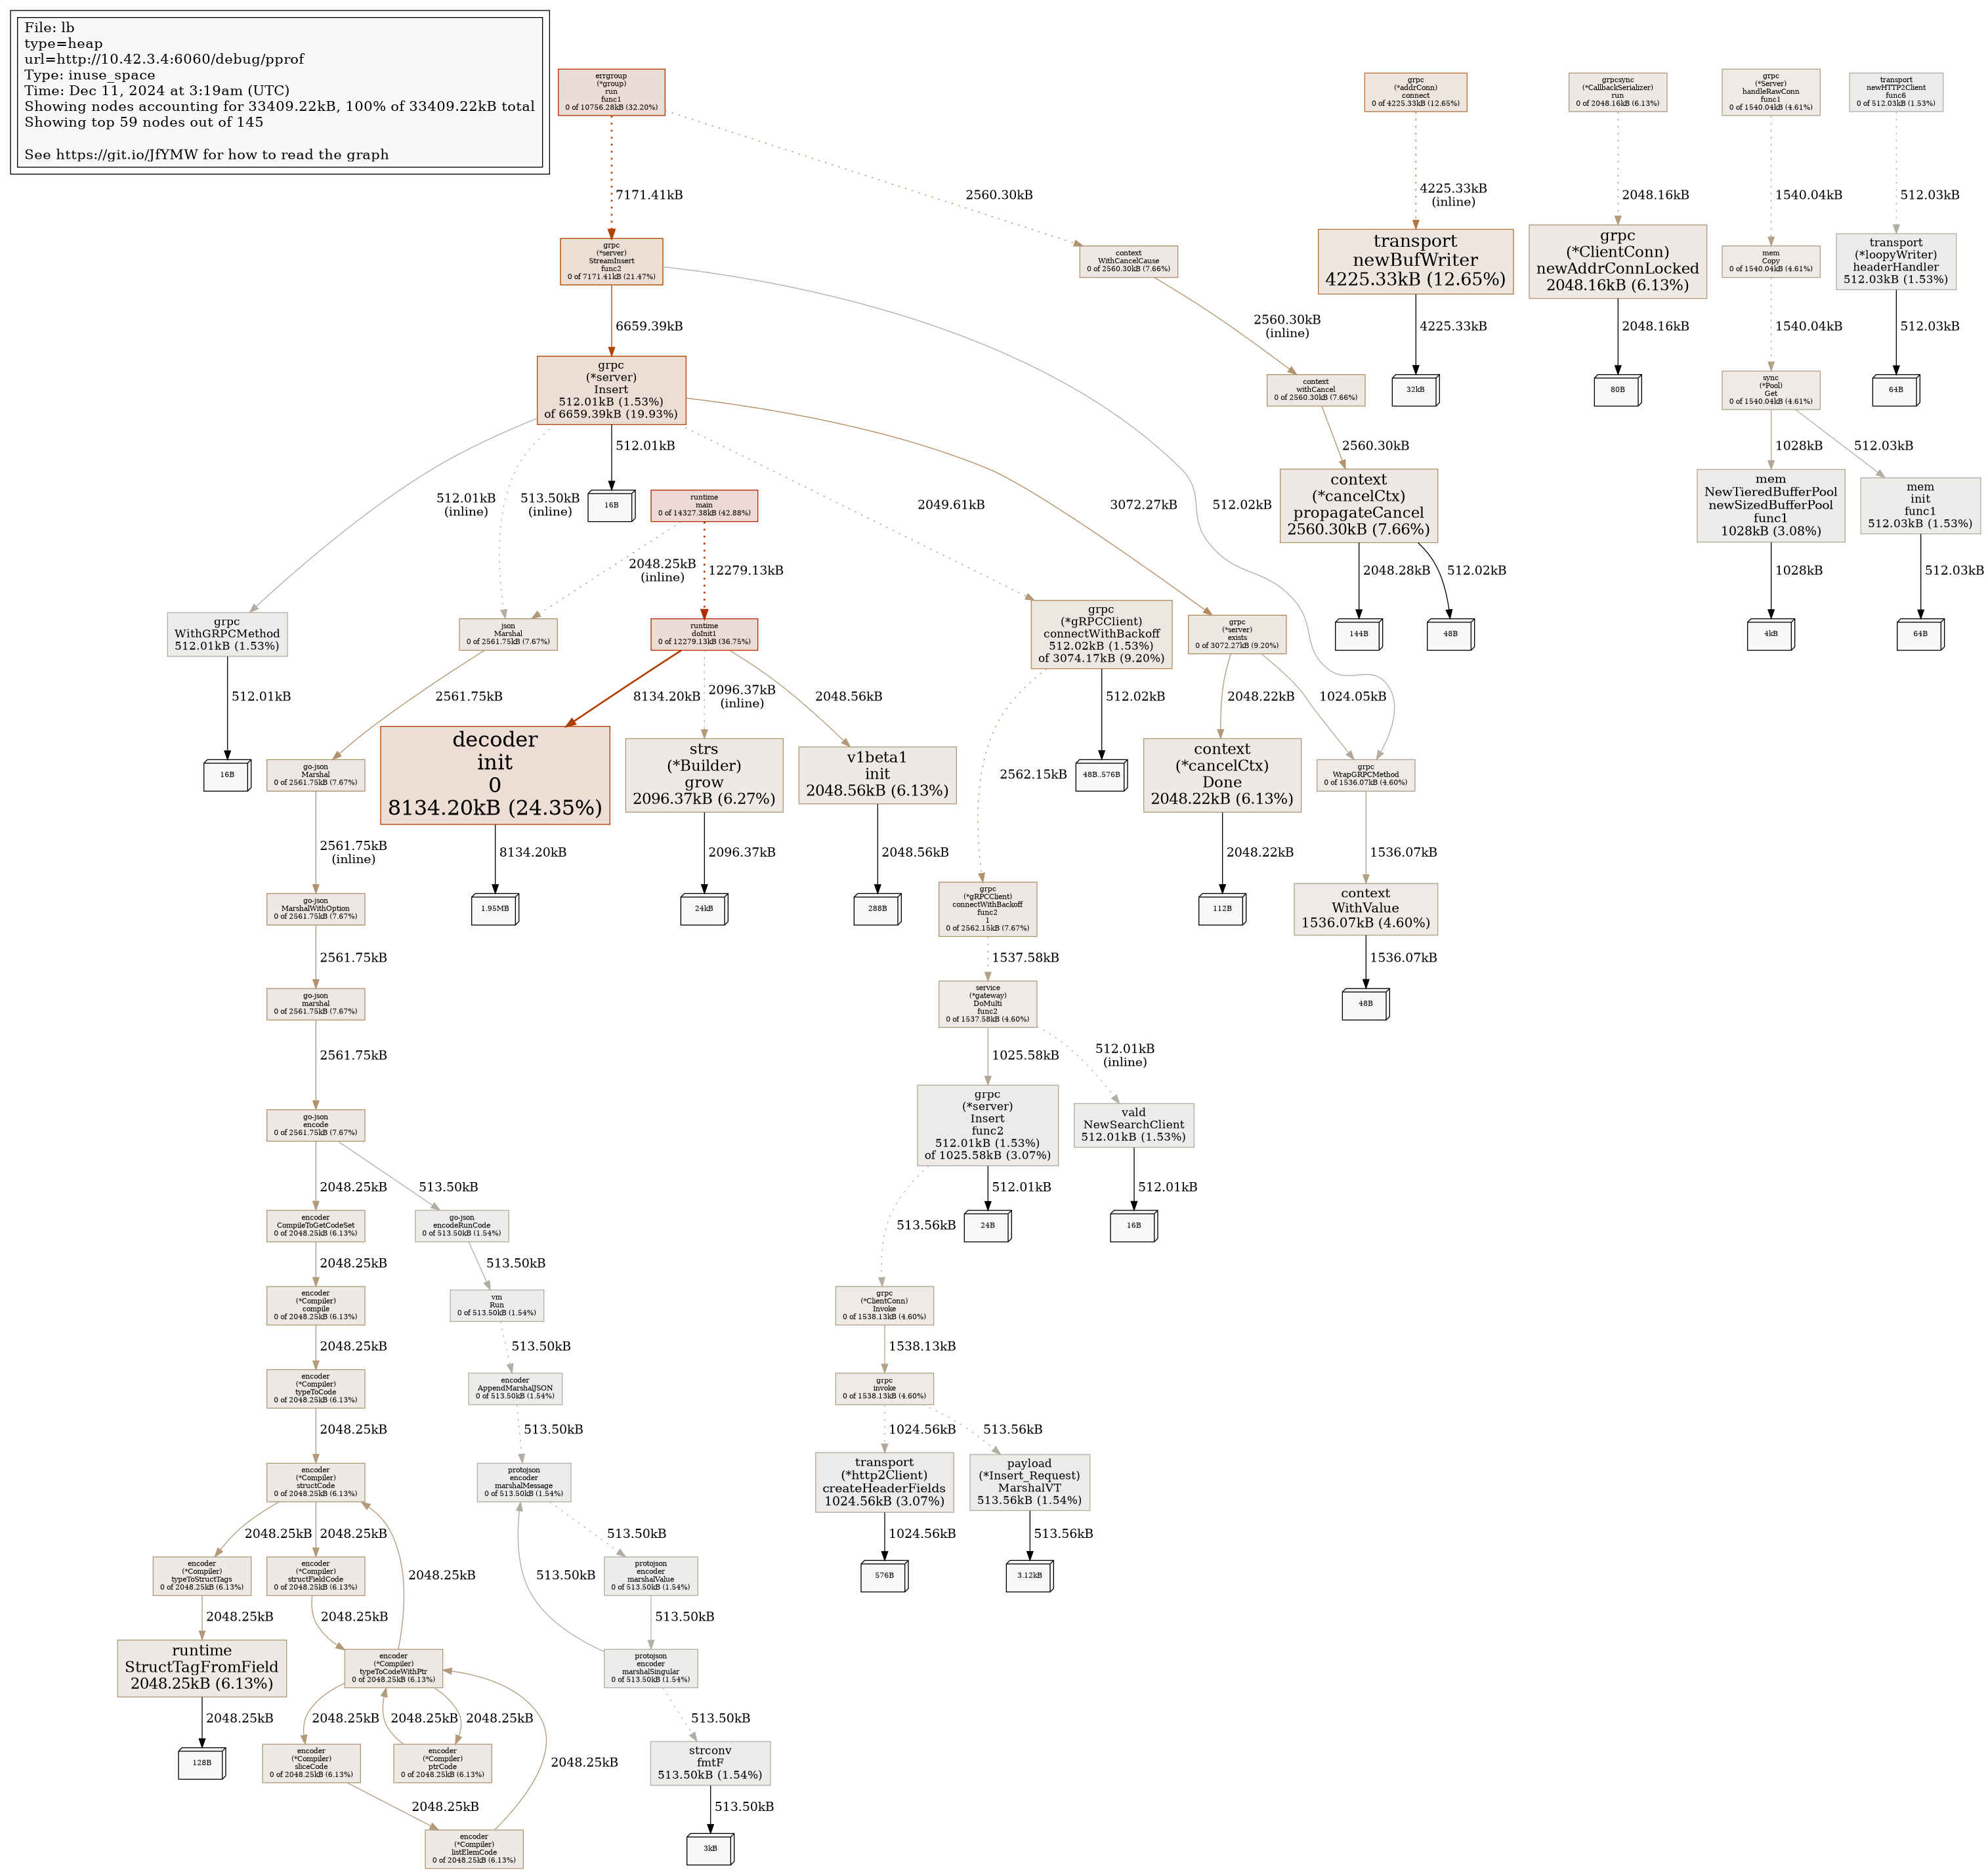 File: lb
type=heap
url=http://10.42.3.4:6060/debug/pprof
Type: inuse_space
Time: Dec 11, 2024 at 3:19am (UTC)
Showing nodes accounting for 33409.22kB, 100% of 33409.22kB total
Showing top 59 nodes out of 145
See https://git.io/JfYMW for how to read the graph
errgroup
(*group)
run
func1
0 of 10756.28kB (32.20%)
grpc
(*addrConn)
connect
0 of 4225.33kB (12.65%)
grpcsync
(*CallbackSerializer)
run
0 of 2048.16kB (6.13%)
grpc
(*Server)
handleRawConn
func1
0 of 1540.04kB (4.61%)
transport
newHTTP2Client
func6
0 of 512.03kB (1.53%)
7171.41kB
2560.30kB
4225.33kB
(inline)
2048.16kB
1540.04kB
512.03kB
grpc
(*server)
StreamInsert
func2
0 of 7171.41kB (21.47%)
context
WithCancelCause
0 of 2560.30kB (7.66%)
transport
newBufWriter
4225.33kB (12.65%)
grpc
(*ClientConn)
newAddrConnLocked
2048.16kB (6.13%)
mem
Copy
0 of 1540.04kB (4.61%)
transport
(*loopyWriter)
headerHandler
512.03kB (1.53%)
6659.39kB
2560.30kB
(inline)
4225.33kB
2048.16kB
1540.04kB
512.03kB
grpc
(*server)
Insert
512.01kB (1.53%)
of 6659.39kB (19.93%)
context
withCancel
0 of 2560.30kB (7.66%)
32kB
80B
sync
(*Pool)
Get
0 of 1540.04kB (4.61%)
64B
512.01kB
2560.30kB
1028kB
512.03kB
512.01kB
(inline)
513.50kB
(inline)
16B
runtime
main
0 of 14327.38kB (42.88%)
2049.61kB
3072.27kB
512.02kB
context
(*cancelCtx)
propagateCancel
2560.30kB (7.66%)
mem
NewTieredBufferPool
newSizedBufferPool
func1
1028kB (3.08%)
mem
init
func1
512.03kB (1.53%)
2048.25kB
(inline)
12279.13kB
2048.28kB
512.02kB
1028kB
512.03kB
grpc
WithGRPCMethod
512.01kB (1.53%)
json
Marshal
0 of 2561.75kB (7.67%)
runtime
doInit1
0 of 12279.13kB (36.75%)
grpc
(*gRPCClient)
connectWithBackoff
512.02kB (1.53%)
of 3074.17kB (9.20%)
grpc
(*server)
exists
0 of 3072.27kB (9.20%)
144B
48B
4kB
64B
512.01kB
2561.75kB
8134.20kB
2096.37kB
(inline)
2048.56kB
512.02kB
2048.22kB
1024.05kB
16B
go-json
Marshal
0 of 2561.75kB (7.67%)
decoder
init
0
8134.20kB (24.35%)
strs
(*Builder)
grow
2096.37kB (6.27%)
v1beta1
init
2048.56kB (6.13%)
2562.15kB
48B..576B
context
(*cancelCtx)
Done
2048.22kB (6.13%)
grpc
WrapGRPCMethod
0 of 1536.07kB (4.60%)
2561.75kB
(inline)
8134.20kB
2096.37kB
2048.56kB
2048.22kB
1536.07kB
go-json
MarshalWithOption
0 of 2561.75kB (7.67%)
1.95MB
24kB
288B
grpc
(*gRPCClient)
connectWithBackoff
func2
1
0 of 2562.15kB (7.67%)
112B
context
WithValue
1536.07kB (4.60%)
2561.75kB
1537.58kB
1536.07kB
go-json
marshal
0 of 2561.75kB (7.67%)
service
(*gateway)
DoMulti
func2
0 of 1537.58kB (4.60%)
48B
2561.75kB
1025.58kB
512.01kB
(inline)
go-json
encode
0 of 2561.75kB (7.67%)
grpc
(*server)
Insert
func2
512.01kB (1.53%)
of 1025.58kB (3.07%)
vald
NewSearchClient
512.01kB (1.53%)
2048.25kB
513.50kB
512.01kB
512.01kB
encoder
CompileToGetCodeSet
0 of 2048.25kB (6.13%)
go-json
encodeRunCode
0 of 513.50kB (1.54%)
513.56kB
24B
16B
2048.25kB
513.50kB
encoder
(*Compiler)
compile
0 of 2048.25kB (6.13%)
vm
Run
0 of 513.50kB (1.54%)
grpc
(*ClientConn)
Invoke
0 of 1538.13kB (4.60%)
2048.25kB
513.50kB
1538.13kB
encoder
(*Compiler)
typeToCode
0 of 2048.25kB (6.13%)
encoder
AppendMarshalJSON
0 of 513.50kB (1.54%)
grpc
invoke
0 of 1538.13kB (4.60%)
2048.25kB
513.50kB
1024.56kB
513.56kB
encoder
(*Compiler)
structCode
0 of 2048.25kB (6.13%)
protojson
encoder
marshalMessage
0 of 513.50kB (1.54%)
transport
(*http2Client)
createHeaderFields
1024.56kB (3.07%)
payload
(*Insert_Request)
MarshalVT
513.56kB (1.54%)
2048.25kB
2048.25kB
513.50kB
1024.56kB
513.56kB
encoder
(*Compiler)
typeToStructTags
0 of 2048.25kB (6.13%)
encoder
(*Compiler)
structFieldCode
0 of 2048.25kB (6.13%)
2048.25kB
513.50kB
protojson
encoder
marshalValue
0 of 513.50kB (1.54%)
576B
3.12kB
2048.25kB
2048.25kB
513.50kB
runtime
StructTagFromField
2048.25kB (6.13%)
encoder
(*Compiler)
typeToCodeWithPtr
0 of 2048.25kB (6.13%)
protojson
encoder
marshalSingular
0 of 513.50kB (1.54%)
2048.25kB
2048.25kB
2048.25kB
2048.25kB
513.50kB
128B
encoder
(*Compiler)
sliceCode
0 of 2048.25kB (6.13%)
encoder
(*Compiler)
ptrCode
0 of 2048.25kB (6.13%)
2048.25kB
strconv
fmtF
513.50kB (1.54%)
2048.25kB
513.50kB
encoder
(*Compiler)
listElemCode
0 of 2048.25kB (6.13%)
3kB